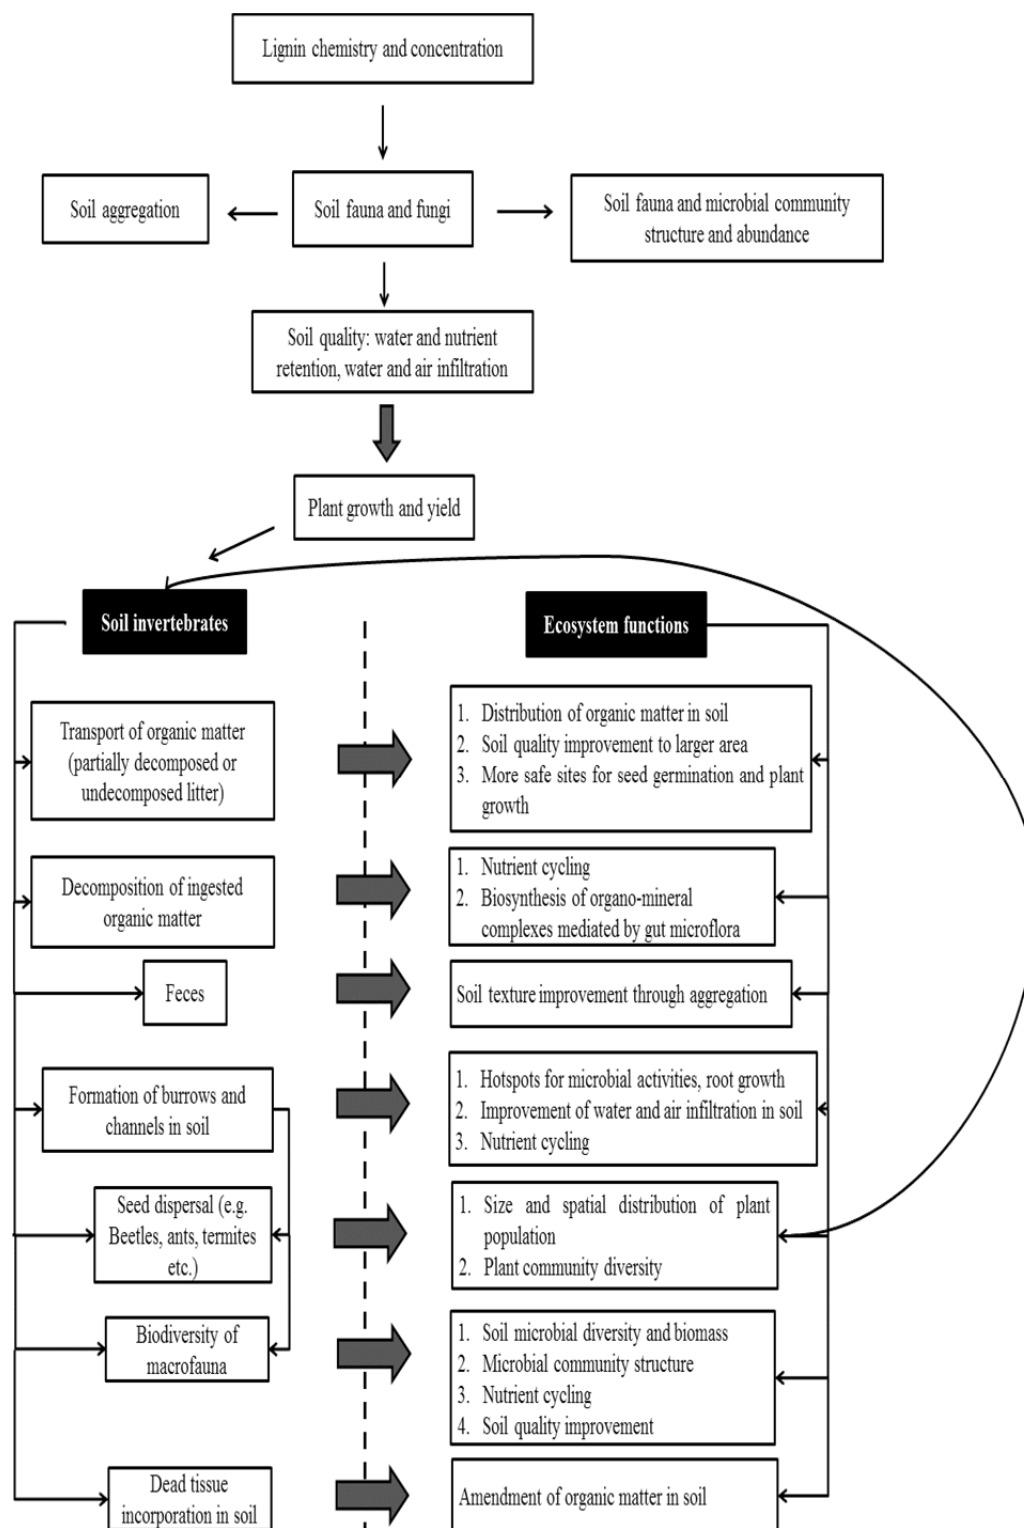 Lignin chemistry and concentration
Soil aggregation
Soil fauna and fungi
Soil fauna and microbial community
structure and abundance
Soil quality: water and nutrient
retention, water and air infiltration
Plant growth and yield
Soil invertebrates
Ecosystem functions
Transport of organic matter
(partially decomposed or
undecomposed litter)
1. Distribution of organic matter in soil
2. Soil quality improvement to larger area
3. More safe sites for seed germination and plant
growth
Decomposition of ingested
organic matter
1. Nutrient cycling
2. Biosynthesis of organo-mineral
complexes mediated by gut microflora
Feces
Soil texture improvement through aggregation
Formation of burrows and
channels in soil
1. Hotspots for microbial activities, root growth
2. Improvement of water and air infiltration in soil
3. Nutrient cycling
Seed dispersal (e.g.
Beetles, ants, termites
etc.)
1. Size and spatial distribution of plant
population
2. Plant community diversity
Biodiversity of
macrofauna
1. Soil microbial diversity and biomass
2. Microbial community structure
3. Nutrient cycling
4. Soil quality improvement
Dead tissue
incorporation in soil
Amendment of organic matter in soil